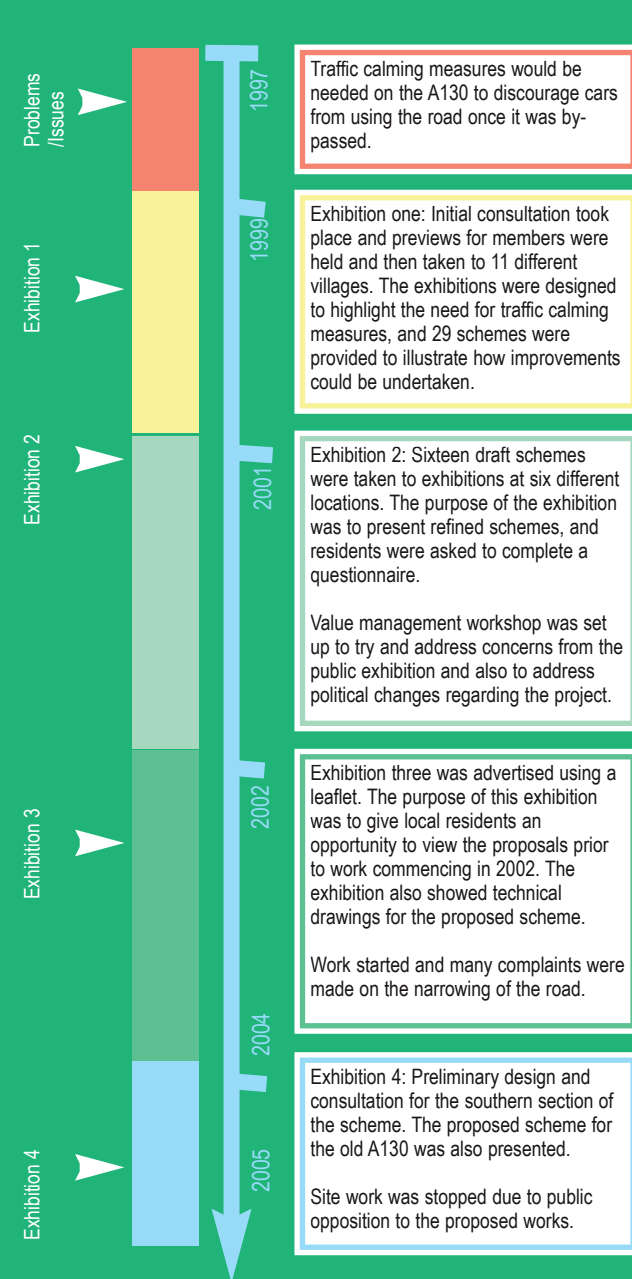 Problems
/Issues
1997
Traffic calming measures would be
needed on the A130 to discourage cars
from using the road once it was by-
passed.
Exhibition 1
1999
Exhibition one: Initial consultation took
place and previews for members were
held and then taken to 11 different
villages. The exhibitions were designed
to highlight the need for traffic calming
measures, and 29 schemes were
provided to illustrate how improvements
could be undertaken.
Exhibition 2
2001
Exhibition 2: Sixteen draft schemes
were taken to exhibitions at six different
locations. The purpose of the exhibition
was to present refined schemes, and
residents were asked to complete a
questionnaire.
Value management workshop was set
up to try and address concerns from the
public exhibition and also to address
political changes regarding the project.
Exhibition 3
2002
Exhibition three was advertised using a
leaflet. The purpose of this exhibition
was to give local residents an
opportunity to view the proposals prior
to work commencing in 2002. The
exhibition also showed technical
drawings for the proposed scheme.
Work started and many complaints were
made on the narrowing of the road.
2004
Exhibition 4
2005
Exhibition 4: Preliminary design and
consultation for the southern section of
the scheme. The proposed scheme for
the old A130 was also presented.
Site work was stopped due to public
opposition to the proposed works.